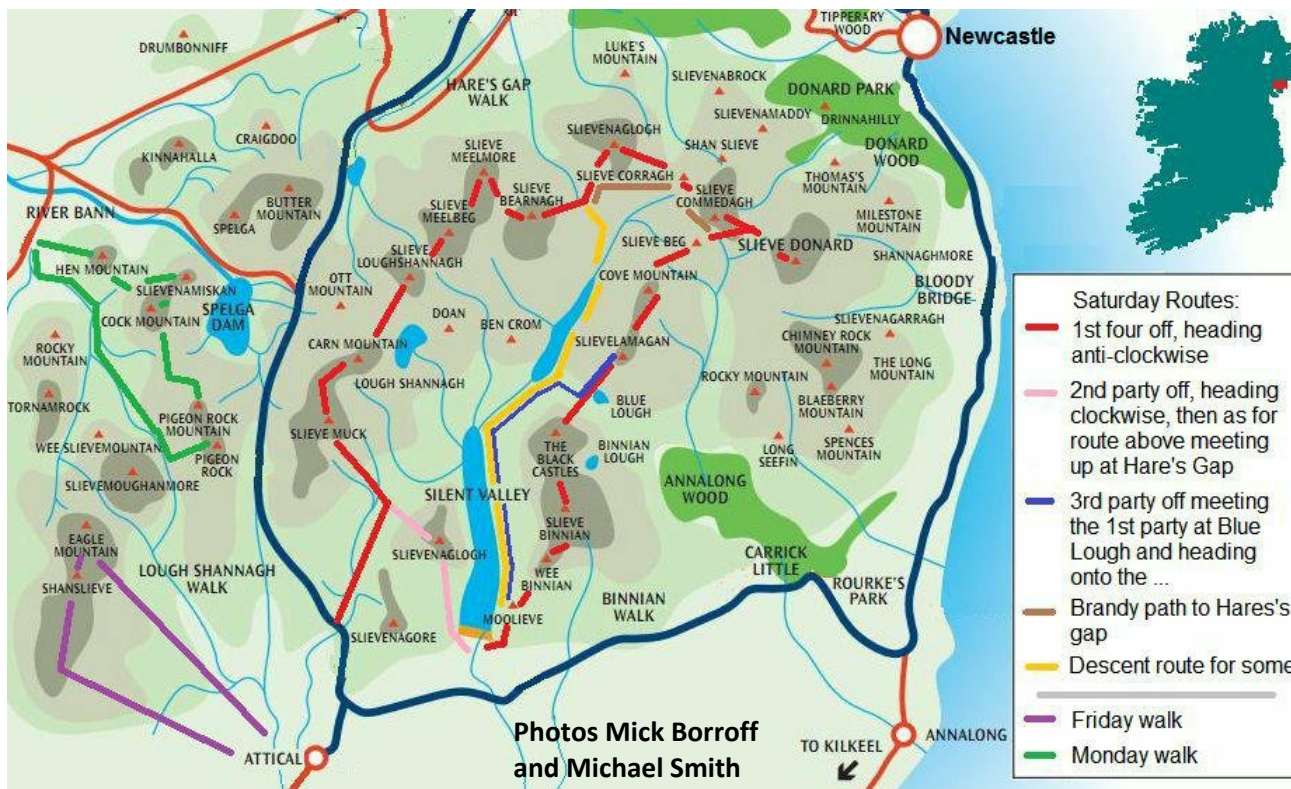 TIPPERARY
WOOD
Newcastle
DRUMBONNIFF
LUKE'S
MOUNTAIN
SLIEVENABROCK
HARE'S GAP
WALK
DONARD PARK
DRINNAHILLY
SLIEVENAMADDY
CRAIGDOO
SLIEVENAGLOGH
DONARD
WOOD
KINNAHALLA
SHAN SLIEVE
SLIEVE
MEELMORE
SLIEVE CORRAGH
THOMAS'S
MOUNTAIN
SLIEVE
BEARNAGH
SLIEVE
COMMEDAGH
BUTTER
MOUNTAIN
RIVER BANN
SPELGA
SLIEVE
MEELBEG
MILESTONE
MOUNTAIN
SLIEVE BEG
SLIEVE DONARD
SLIEVE
LOUGHSHANNAGH
SHANNAGHMORE
HEN MOUNTAIN
OTT
MOUNTAIN
COVE MOUNTAIN
BLOODY
BRIDGE
SLIEVENAMISKAN
COCK MOUNTAIN
SPELGA
DAM
DOAN
BEN CROM
SLIEVENAGARRAGH
ROCKY
MOUNTAIN
CARN MOUNTAIN
SLIEVELAMAGAN
CHIMNEY ROCK
MOUNTAIN
THE LONG
MOUNTAIN
LOUGH SHANNAGH
ROCKY MOUNTAIN
TORNAMROCK
BLUE
LOUGH
BLAEBERRY
MOUNTAIN
PIGEON ROCK
MOUNTAIN
SLIEVE MUCK
WEE SLIEVEMOUNTAN
THE BLACK
CASTLES
BINNIAN
LOUGH
LONG
SEEFIN
SPENCES
MOUNTAIN
PIGEON
ROCK
SLIEVEMOUGHANMORE
SILENT VALLEY
ANNALONG
WOOD
SLIEVE
BINNIAN
EAGLE
MOUNTAIN
SLIEVENAGLOGH
CARRICK
LITTLE
LOUGH SHANNAGH
WALK
WEE
BINNIAN
SHANSLIEVE
ROURKE'S
PARK
BINNIAN
WALK
MOOLIEVE
SLIEVENAGORE
ATTICAL
Photos Mick Borroff
and Michael Smith
TO KILKEEL
ANNALONG
Saturday Routes:
1st four off, heading
anti-clockwise
2nd party off, heading
clockwise, then as for
route above meeting
up at Hare's Gap
3rd party off meeting
the 1st party at Blue
Lough and heading
onto the ...
Brandy path to Hares's
gap
Descent route for some
Friday walk
Monday walk